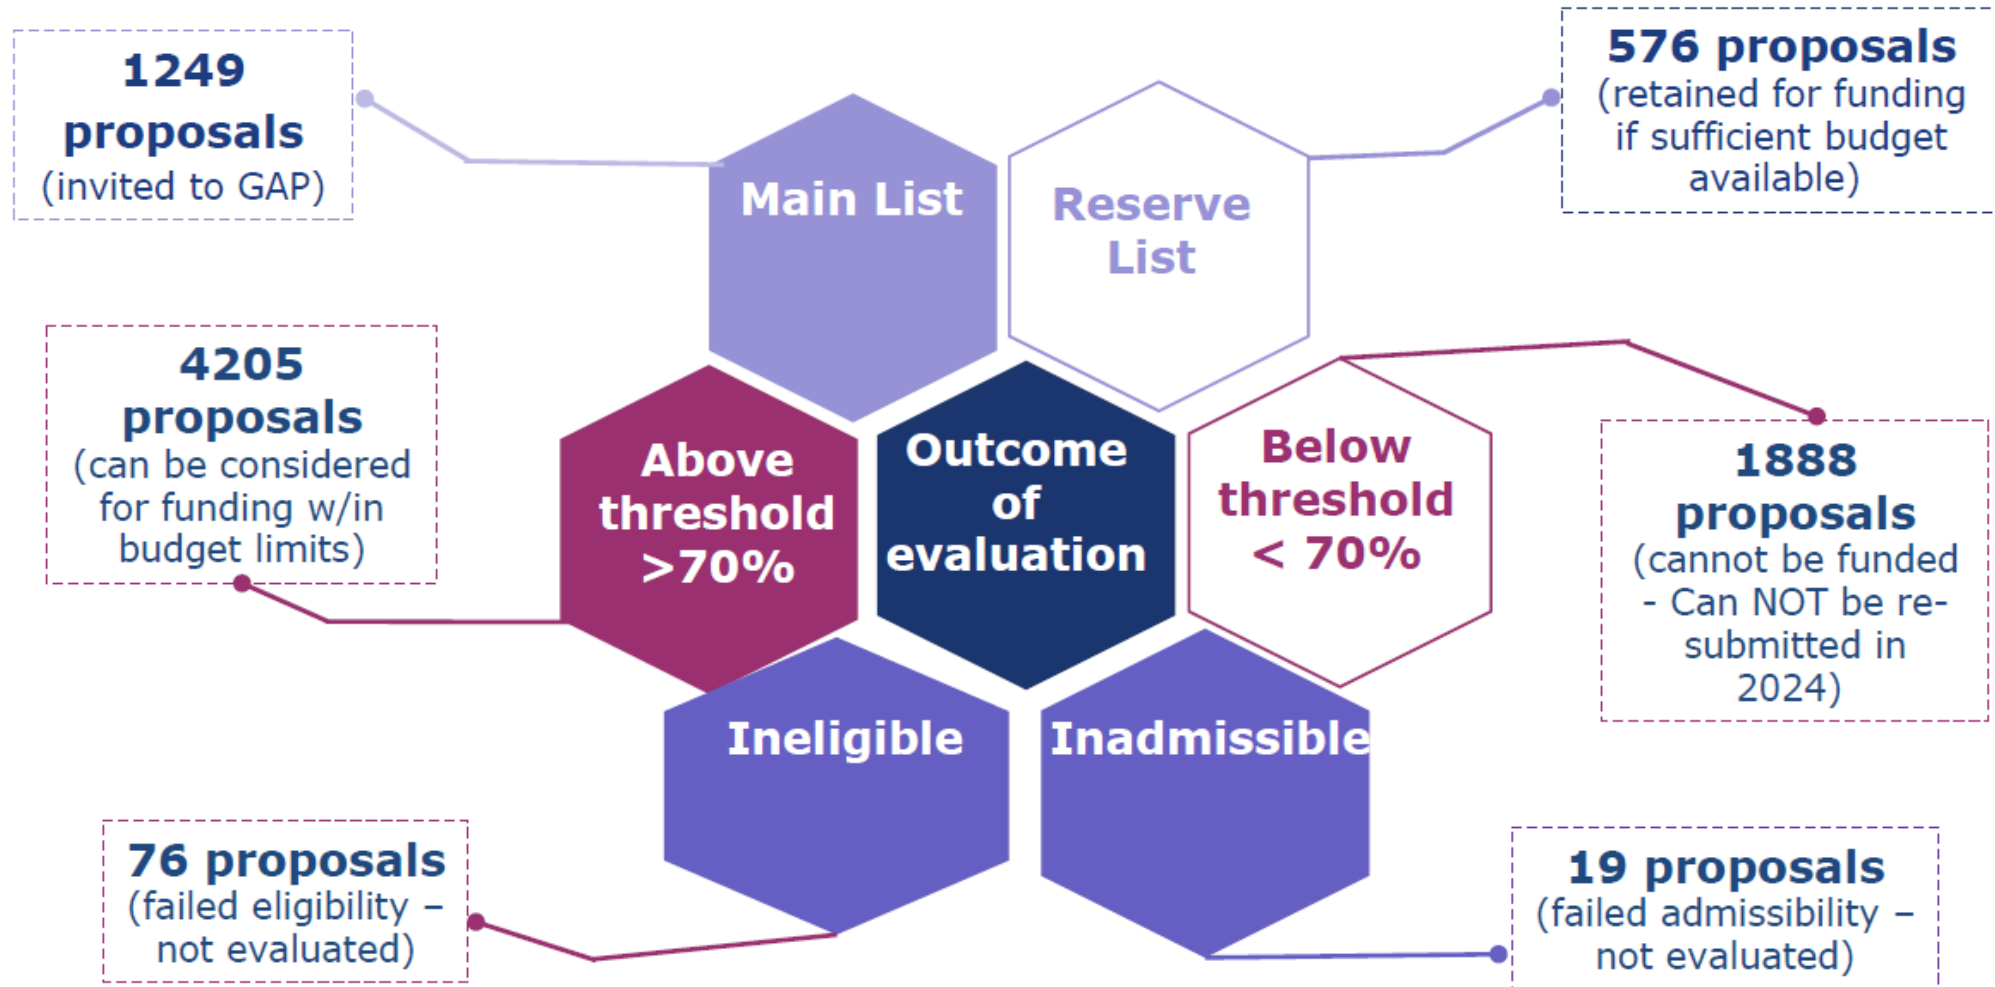 1249
proposals
(invited to GAP)
576 proposals
(retained for funding
if sufficient budget
available)
Main List
Reserve
List
4205
proposals
(can be considered
for funding w/in
budget limits)
Above
threshold
>70%
Outcome
of
evaluation
Below
threshold
< 70%
1888
proposals
(cannot be funded
- Can NOT be re-
submitted in
2024)
Ineligible
Inadmissible
76 proposals
(failed eligibility –
not evaluated)
19 proposals
(failed admissibility –
not evaluated)